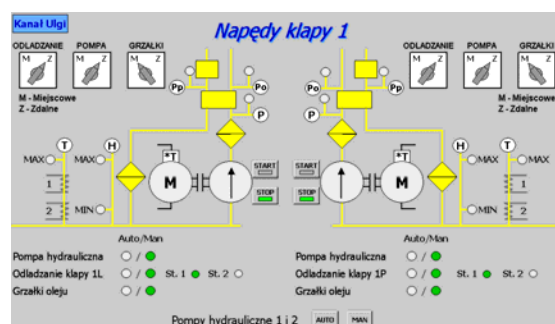 Kanał Ulgi
Napędy klapy 1
ODLADZANIE POMPA GRZAŁKI
ODLADZANIE POMPA GRZAŁKI
M Z M Z M Z
M Z M Z M Z
M - Miejscowe
Z - Zdalne
M - Miejscowe
Z - Zdalne
Pp Po
Pp Po
P
P
T H
H T
MAX MAX
MAX MAX
*T
*T
M
M
START
STOP
START
STOP
1
2 MIN
1
MIN 2
Auto/Man
Auto/Man
Pompa hydrauliczna /
Odladzanie klapy 1L / St. 1 St. 2
Grzałki oleju /
Pompa hydrauliczna /
Odladzanie klapy 1P / St. 1 St. 2
Grzałki oleju /
Pompy hydrauliczne 1 i 2 AUTO MAN